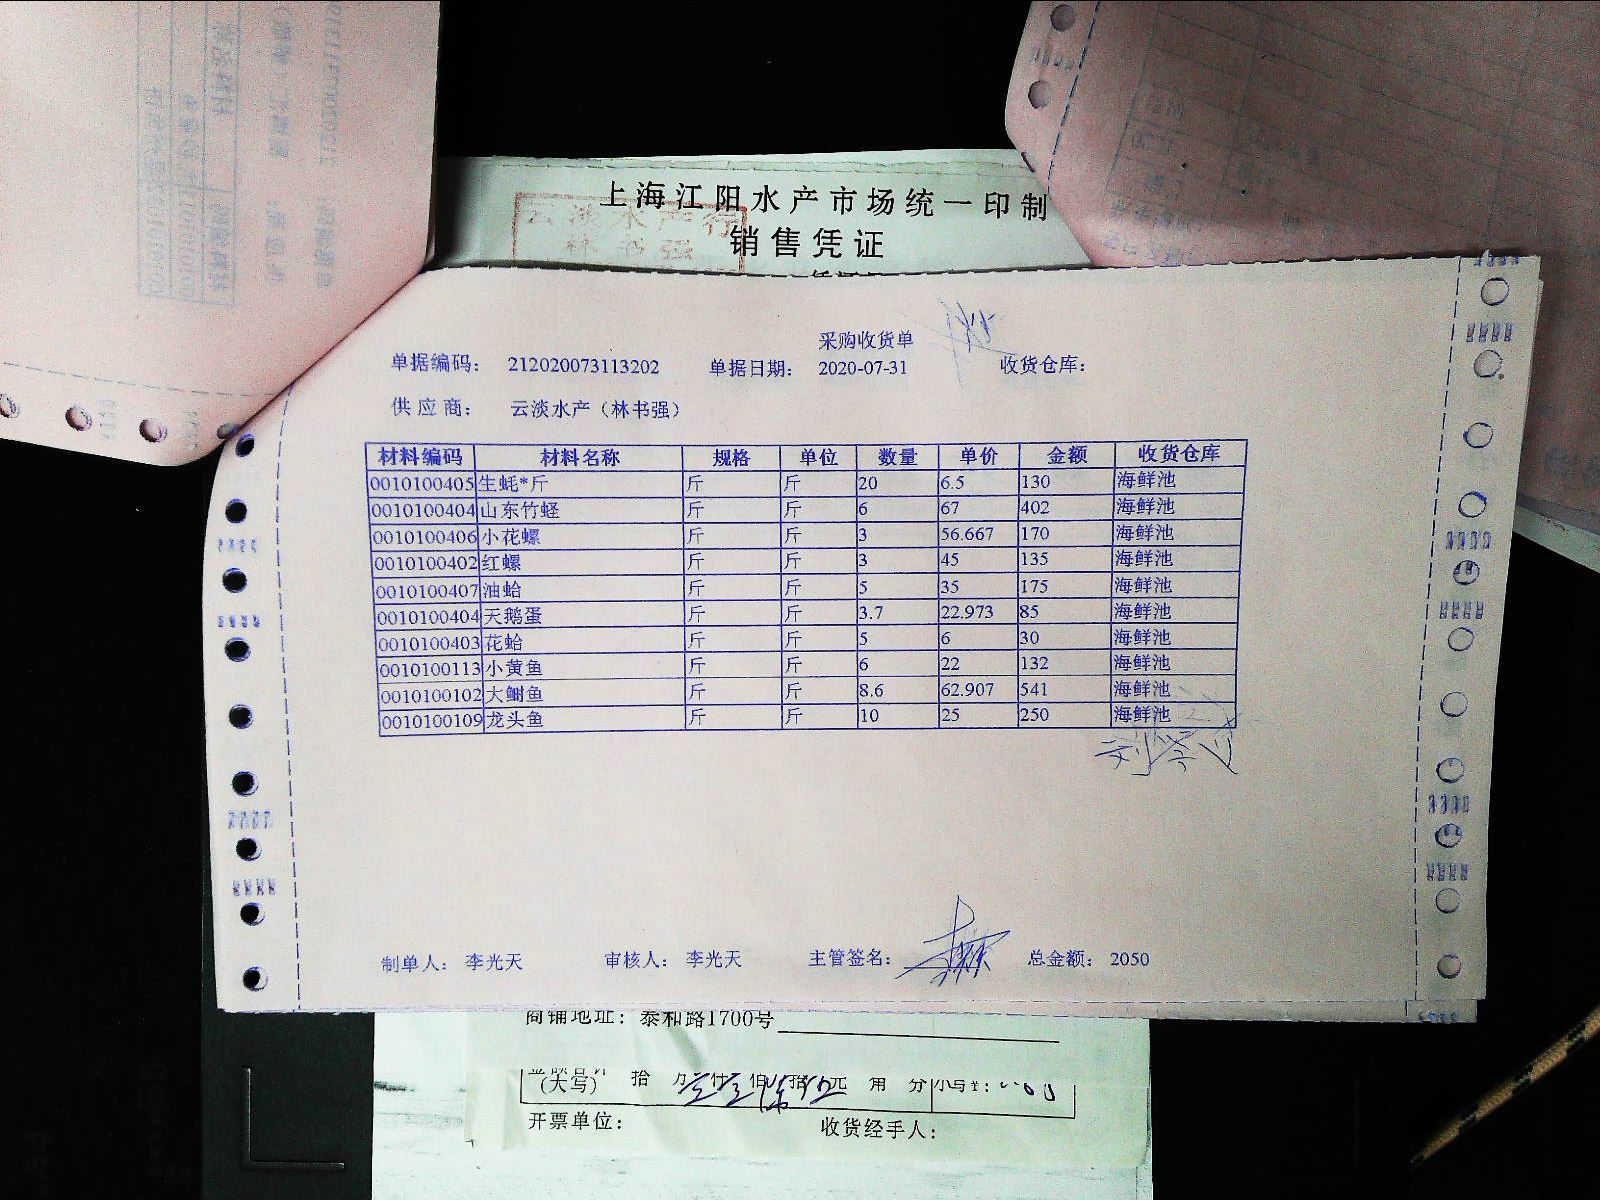 上海江阳水产市场统一印制
云淡水产行
林书强
销售凭证
采购收货单
单据编码： 212020073113202 单据日期： 2020-07-31 收货仓库：
供应商： 云淡水产（林书强）
材料编码 材料名称 规格 单位 数量 单价 金额 收货仓库
0010100405 生蚝*斤 斤 斤 20 6.5 130 海鲜池
0010100404 山东竹蛏 斤 斤 6 67 402 海鲜池
0010100406 小花螺 斤 斤 3 56.667 170 海鲜池
0010100402 红螺 斤 斤 3 45 135 海鲜池
0010100407 油蛤 斤 斤 5 35 175 海鲜池
0010100404 天鹅蛋 斤 斤 3.7 22.973 85 海鲜池
0010100403 花蛤 斤 斤 5 6 30 海鲜池
0010100113 小黄鱼 斤 斤 6 22 132 海鲜池
0010100102 大鲥鱼 斤 斤 8.6 62.907 541 海鲜池
0010100109 龙头鱼 斤 斤 10 25 250 海鲜池
制单人： 李光天 审核人： 李光天 主管签名： 总金额： 2050
商铺地址：泰和路1700号
(大写) 拾 万 仟 佰 拾 元 角 分 小写：
开票单位： 收货经手人：